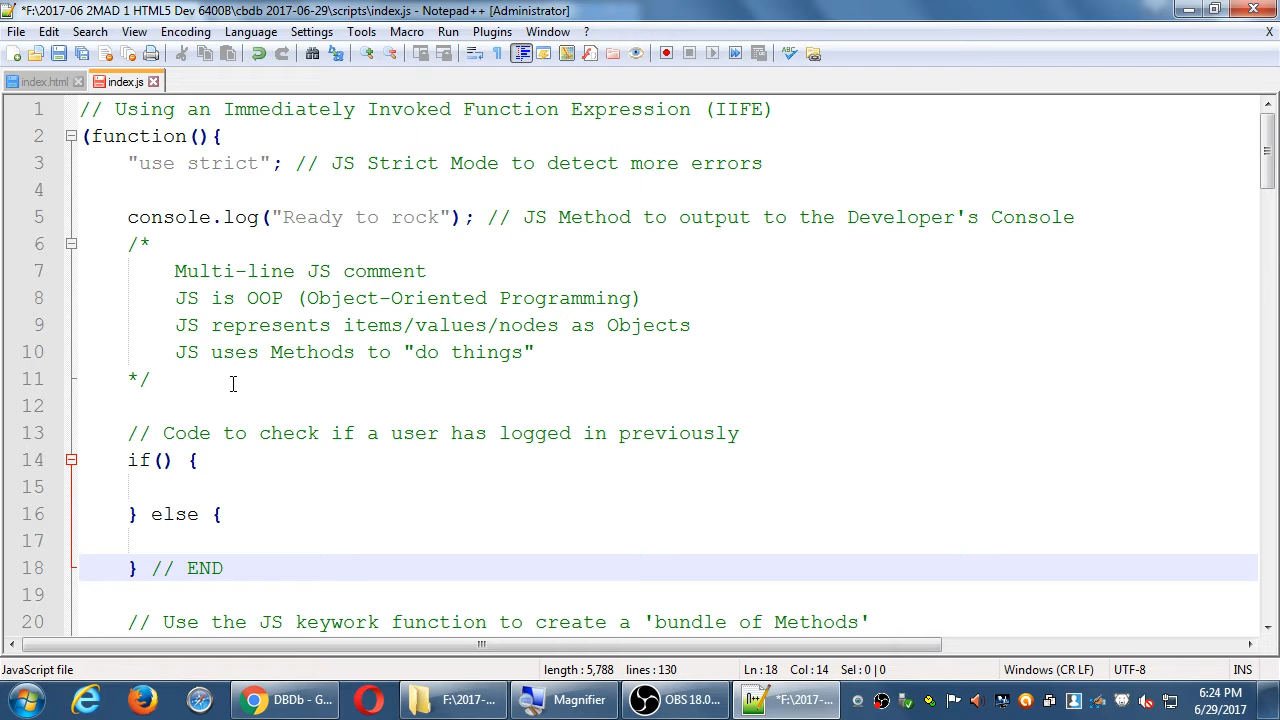 *F:\2017-06 2MAD 1 HTML5 Dev 6400B\cbdb 2017-06-29\scripts\index.js - Notepad++ [Administrator]
File Edit Search View Encoding Language Settings Tools Macro Run Plugins Window ? X
index.html index.js
1 // Using an Immediately Invoked Function Expression (IIFE)
2 (function(){
3 "use strict"; // JS Strict Mode to detect more errors
4
5 console.log("Ready to rock"); // JS Method to output to the Developer's Console
6 /*
7 Multi-line JS comment
8 JS is OOP (Object-Oriented Programming)
9 JS represents items/values/nodes as Objects
10 JS uses Methods to "do things"
11 */
12
13 // Code to check if a user has logged in previously
14 if() {
15
16 } else {
17
18 } // END
19
20 // Use the JS keywork function to create a 'bundle of Methods'
JavaScript file length : 5,788 lines : 130 Ln : 18 Col : 14 Sel : 0 | 0 Windows (CR LF) UTF-8 INS
DBDb - G... F:\2017-... Magnifier OBS 18.0.... *F:\2017-... 6:24 PM
6/29/2017